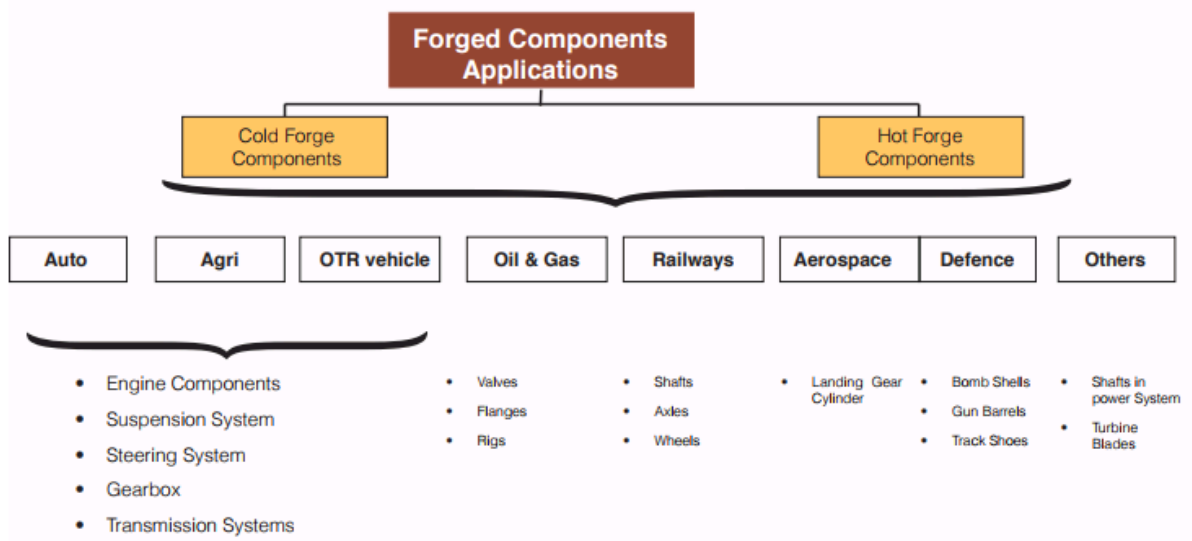 Forged Components
Applications
Cold Forge
Components
Hot Forge
Components
Auto
Agri
OTR vehicle
Oil & Gas
Railways
Aerospace
Defence
Others
• Engine Components
• Suspension System
• Steering System
• Gearbox
• Transmission Systems
• Valves
• Flanges
• Rigs
• Shafts
• Axles
• Wheels
• Landing Gear
Cylinder
• Bomb Shells
• Gun Barrels
• Track Shoes
• Shafts in
power System
• Turbine
Blades